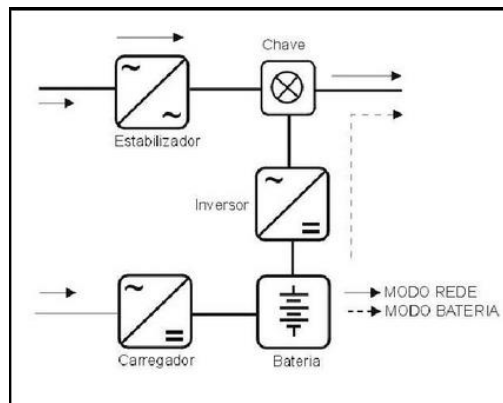 Chave
Estabilizador
Inversor
Carregador
Bateria
MODO REDE
MODO BATERIA